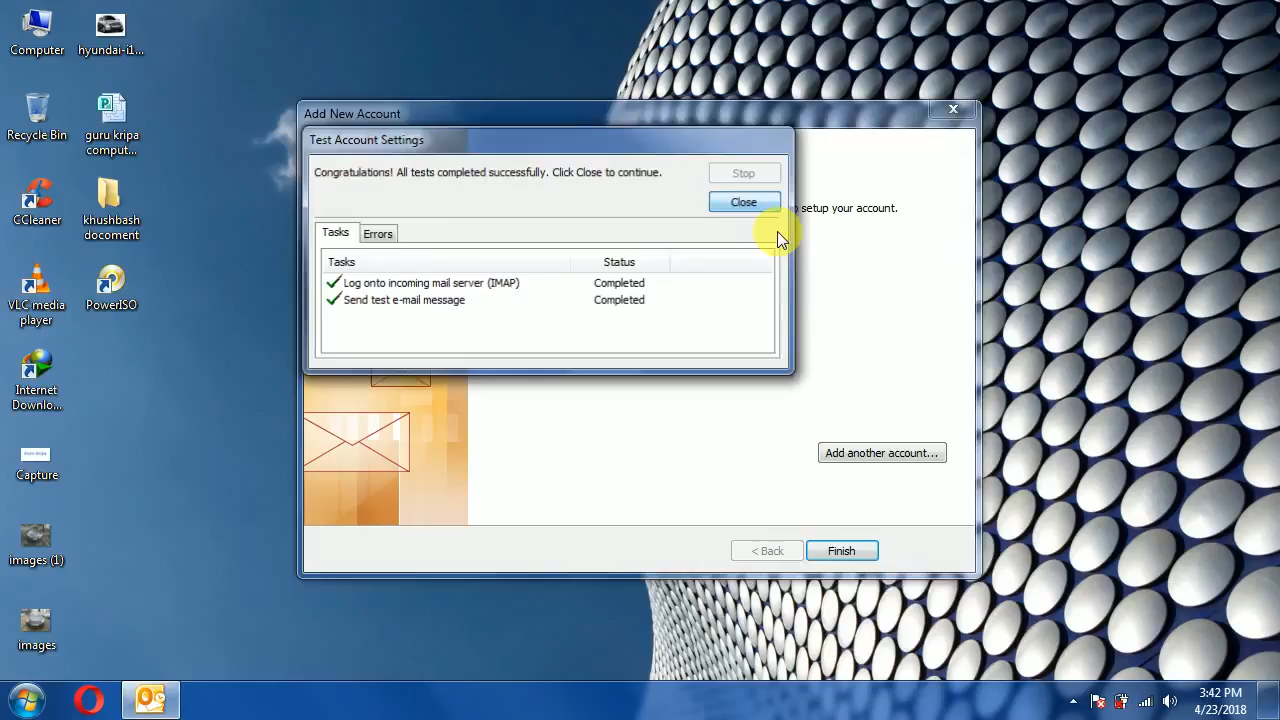 Computer
hyundai-i1...
Recycle Bin
guru kripa
comput....
CCleaner
khushbash
docoment
VLC media
player
PowerISO
Internet
Downlo...
Capture
images (1)
images
Add New Account
Test Account Settings
Congratulations! All tests completed successfully. Click Close to continue.
Stop
Close
setup your account.
Tasks
Errors
Tasks
Status
Log onto incoming mail server (IMAP)
Completed
Send test e-mail message
Completed
Add another account...
< Back
Finish
3:42 PM
4/23/2018